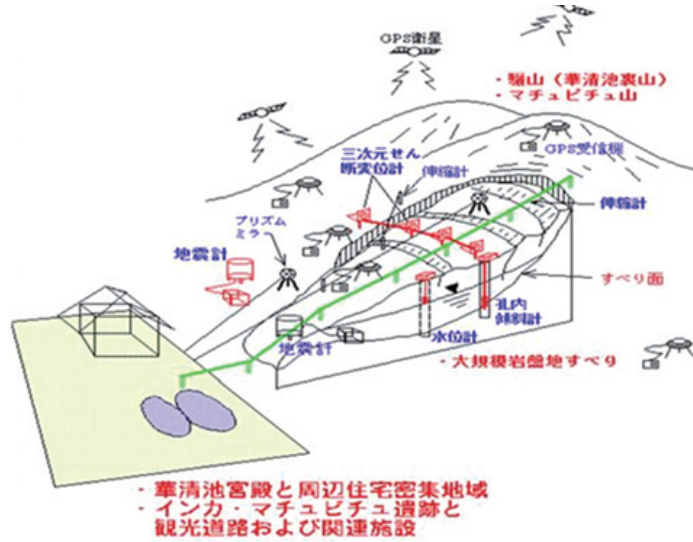 GPS衛星
・驪山（華清池裏山）
・マチュピチュ山
三次元せん
断変位計
伸縮計
GPS受信機
伸縮計
プリズム
ミラー
地震計
すべり面
孔内
傾斜計
地震計
水位計
・大規模岩盤地すべり
・華清池宮殿と周辺住宅密集地域
・インカ・マチュピチュ遺跡と
観光道路および関連施設